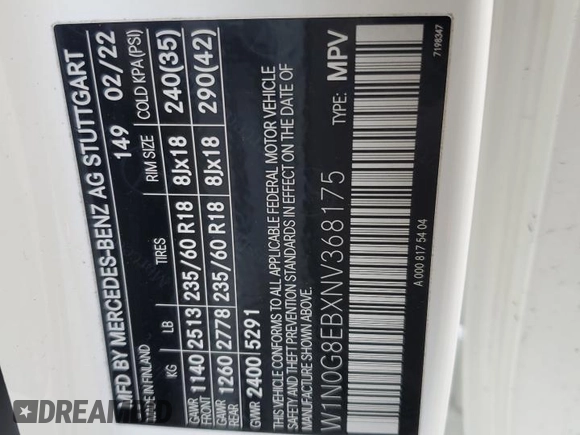 MFD BY MERCEDES-BENZ AG STUTTGART
MADE IN FINLAND 149 02/22
KG LB TIRES RIM SIZE COLD KPA (PSI)
GAWR FRONT 1140 2513 235/60 R18 8Jx18 240(35)
GAWR REAR 1260 2778 235/60 R18 8Jx18 290(42)
GVWR 2400 5291
THIS VEHICLE CONFORMS TO ALL APPLICABLE FEDERAL MOTOR VEHICLE
SAFETY AND THEFT PREVENTION STANDARDS IN EFFECT ON THE DATE OF
MANUFACTURE SHOWN ABOVE.
W1N0G8EBXNV368175 TYPE: MPV
A 000 817 54 04 7198347
DREAMBID